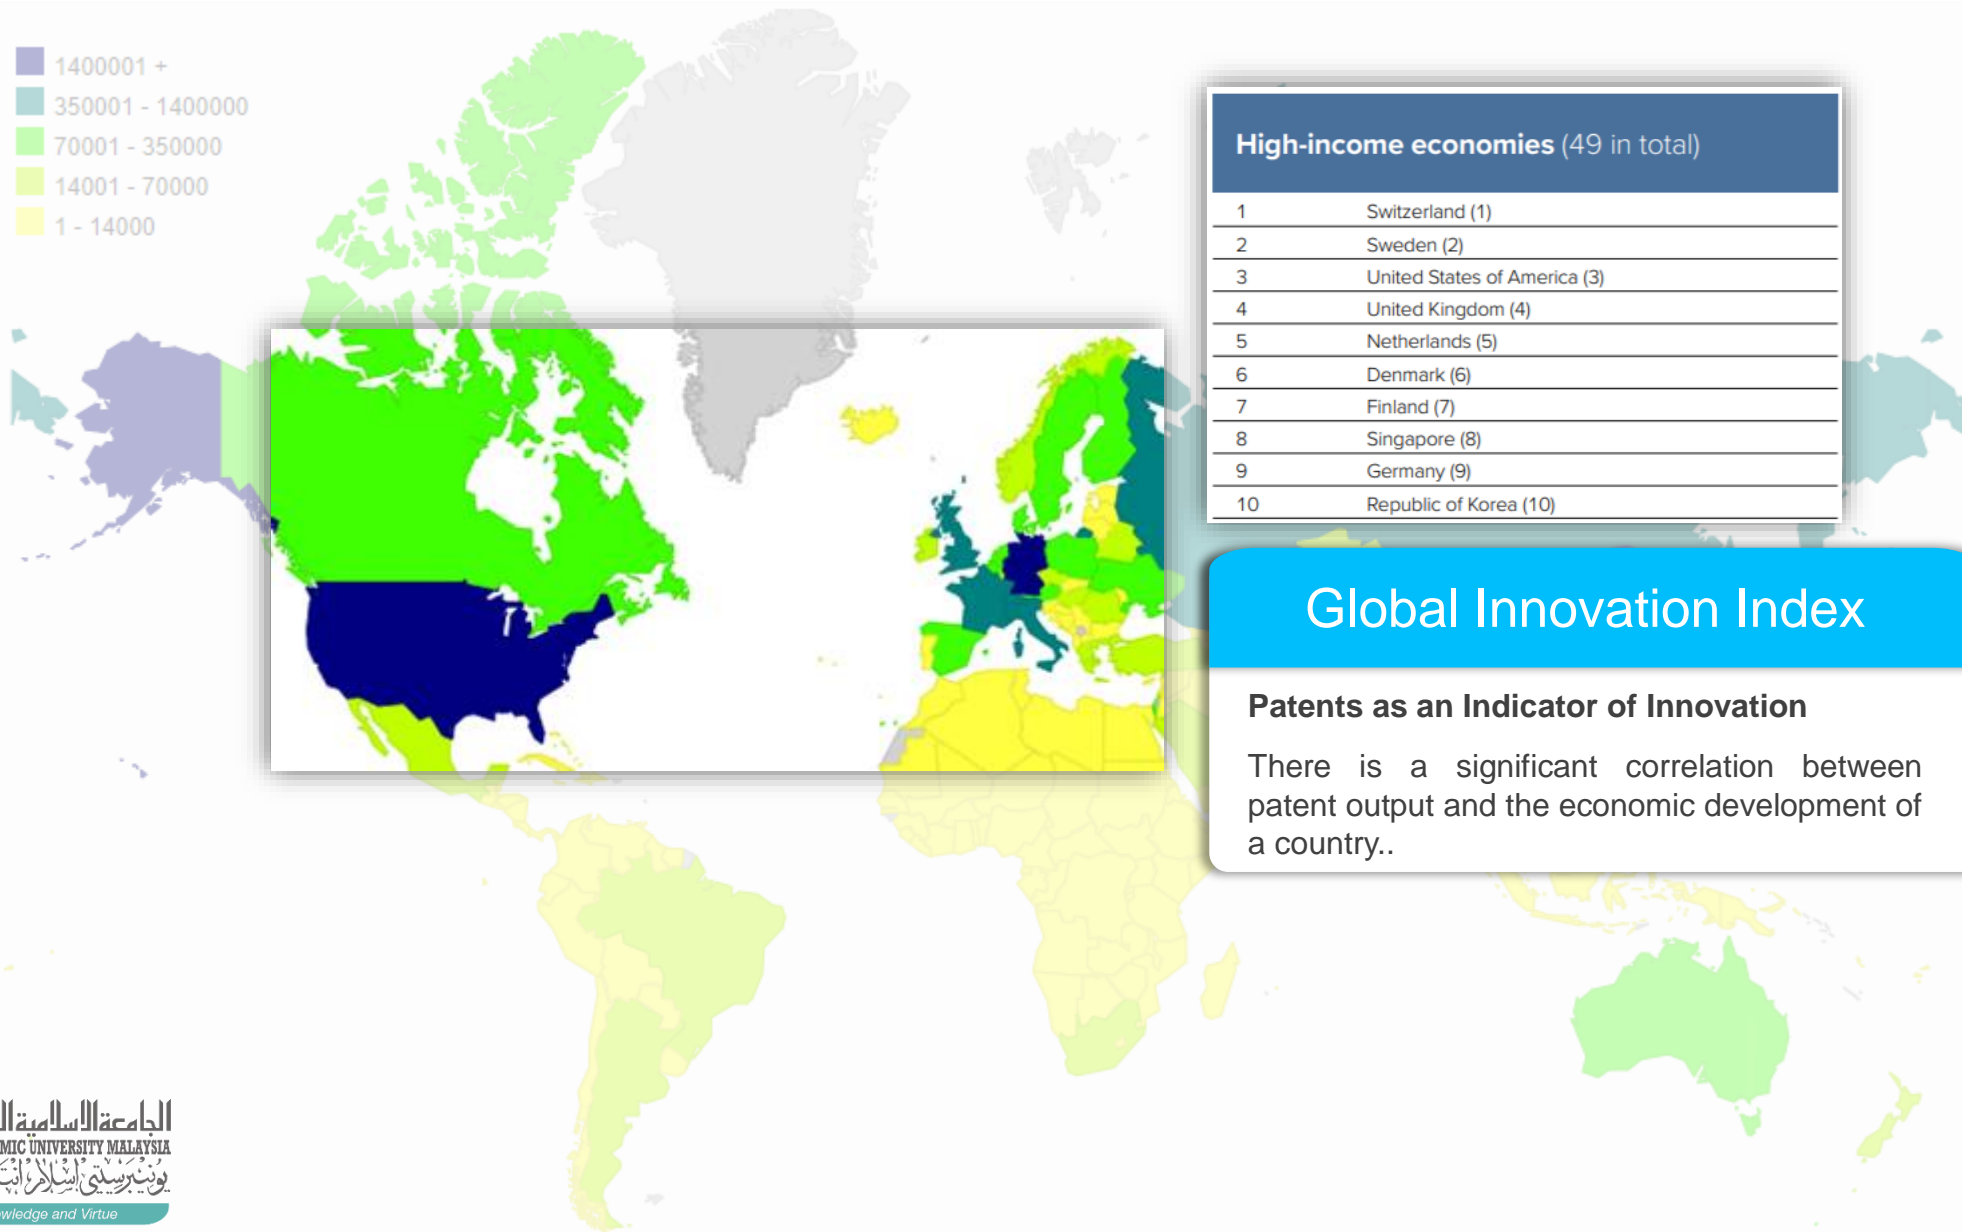 1400001 +
350001 - 1400000
70001 - 350000
14001 - 70000
1 - 14000
High-income economies (49 in total)
1 Switzerland (1)
2 Sweden (2)
3 United States of America (3)
4 United Kingdom (4)
5 Netherlands (5)
6 Denmark (6)
7 Finland (7)
8 Singapore (8)
9 Germany (9)
10 Republic of Korea (10)
Global Innovation Index
Patents as an Indicator of Innovation
There is a significant correlation between
patent output and the economic development of
a country..
الجامعة الإسلامية
UNIVERSITY MALAYSIA
and Virtue